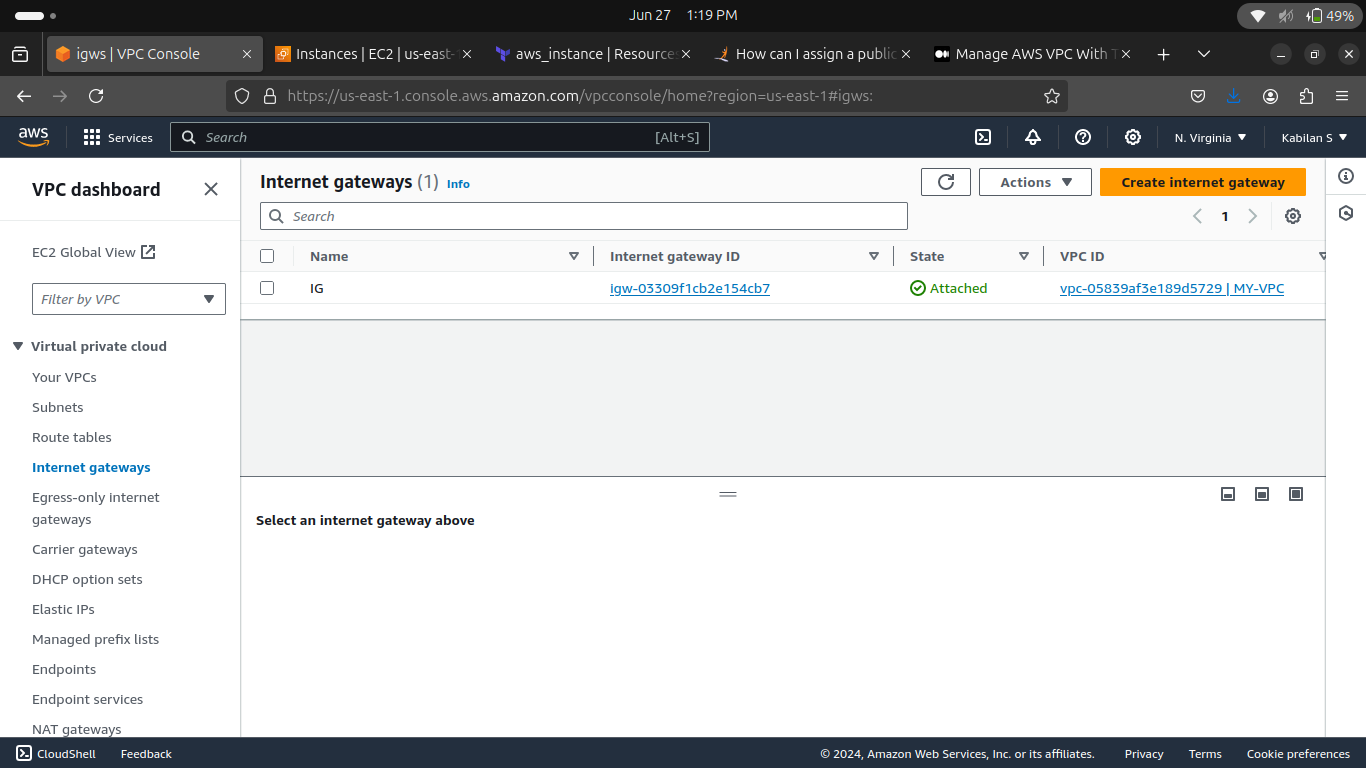 Jun 27 1:19 PM
49%
igws | VPC Console
Instances | EC2 | us-east-
aws_instance | Resources
How can I assign a public
Manage AWS VPC With T
https://us-east-1.console.aws.amazon.com/vpcconsole/home?region=us-east-1#igws:
aws
Services
Search
[Alt+S]
N. Virginia
Kabilan S
VPC dashboard
EC2 Global View
Filter by VPC
Virtual private cloud
Your VPCs
Subnets
Route tables
Internet gateways
Egress-only internet
gateways
Carrier gateways
DHCP option sets
Elastic IPs
Managed prefix lists
Endpoints
Endpoint services
NAT gateways
Internet gateways (1) Info
Actions
Create internet gateway
Search
1
Name
Internet gateway ID
State
VPC ID
IG
igw-03309f1cb2e154cb7
Attached
vpc-05839af3e189d5729 | MY-VPC
Select an internet gateway above
CloudShell
Feedback
© 2024, Amazon Web Services, Inc. or its affiliates.
Privacy
Terms
Cookie preferences